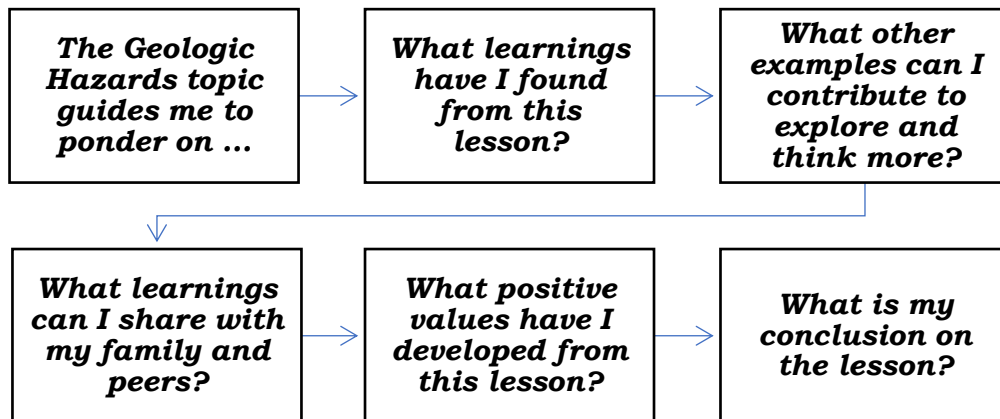 The Geologic
Hazards topic
guides me to
ponder on ...
What learnings
have I found
from this
lesson?
What other
examples can I
contribute to
explore and
think more?
What learnings
can I share with
my family and
peers?
What positive
values have I
developed from
this lesson?
What is my
conclusion on
the lesson?